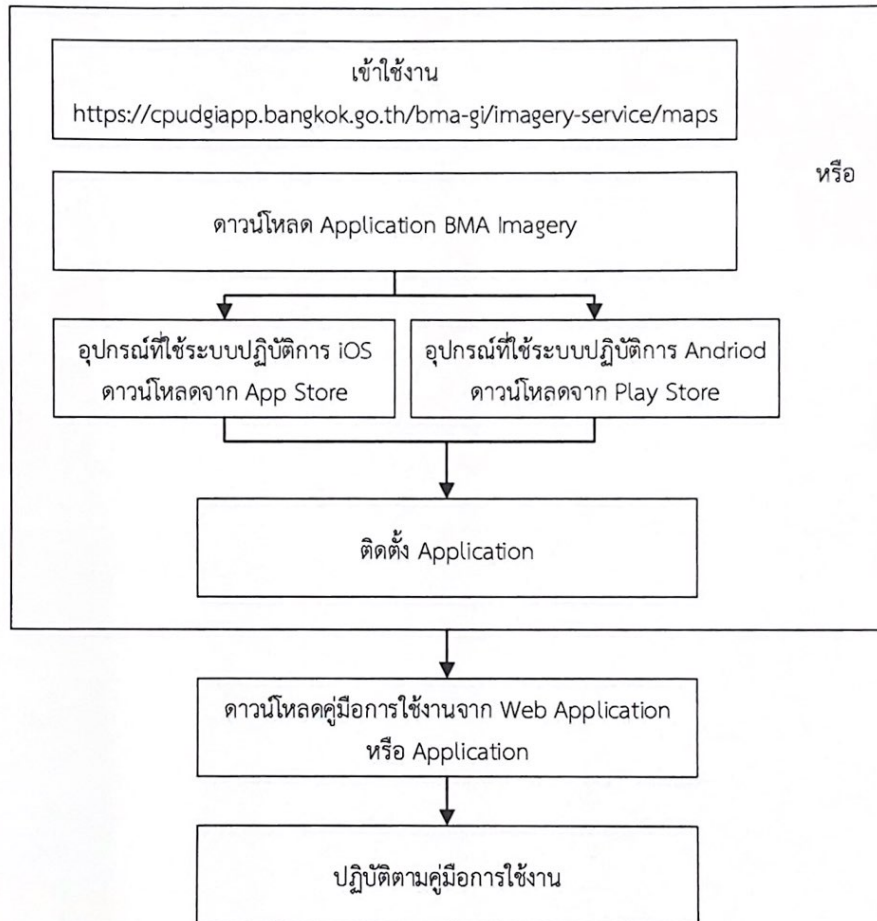 เข้าใช้งาน
https://cpudgiapp.bangkok.go.th/bma-gi/imagery-service/maps
หรือ
ดาวน์โหลด Application BMA Imagery
อุปกรณ์ที่ใช้ระบบปฏิบัติการ iOS
ดาวน์โหลดจาก App Store
อุปกรณ์ที่ใช้ระบบปฏิบัติการ Andriod
ดาวน์โหลดจาก Play Store
ติดตั้ง Application
ดาวน์โหลดคู่มือการใช้งานจาก Web Application
หรือ Application
ปฏิบัติตามคู่มือการใช้งาน